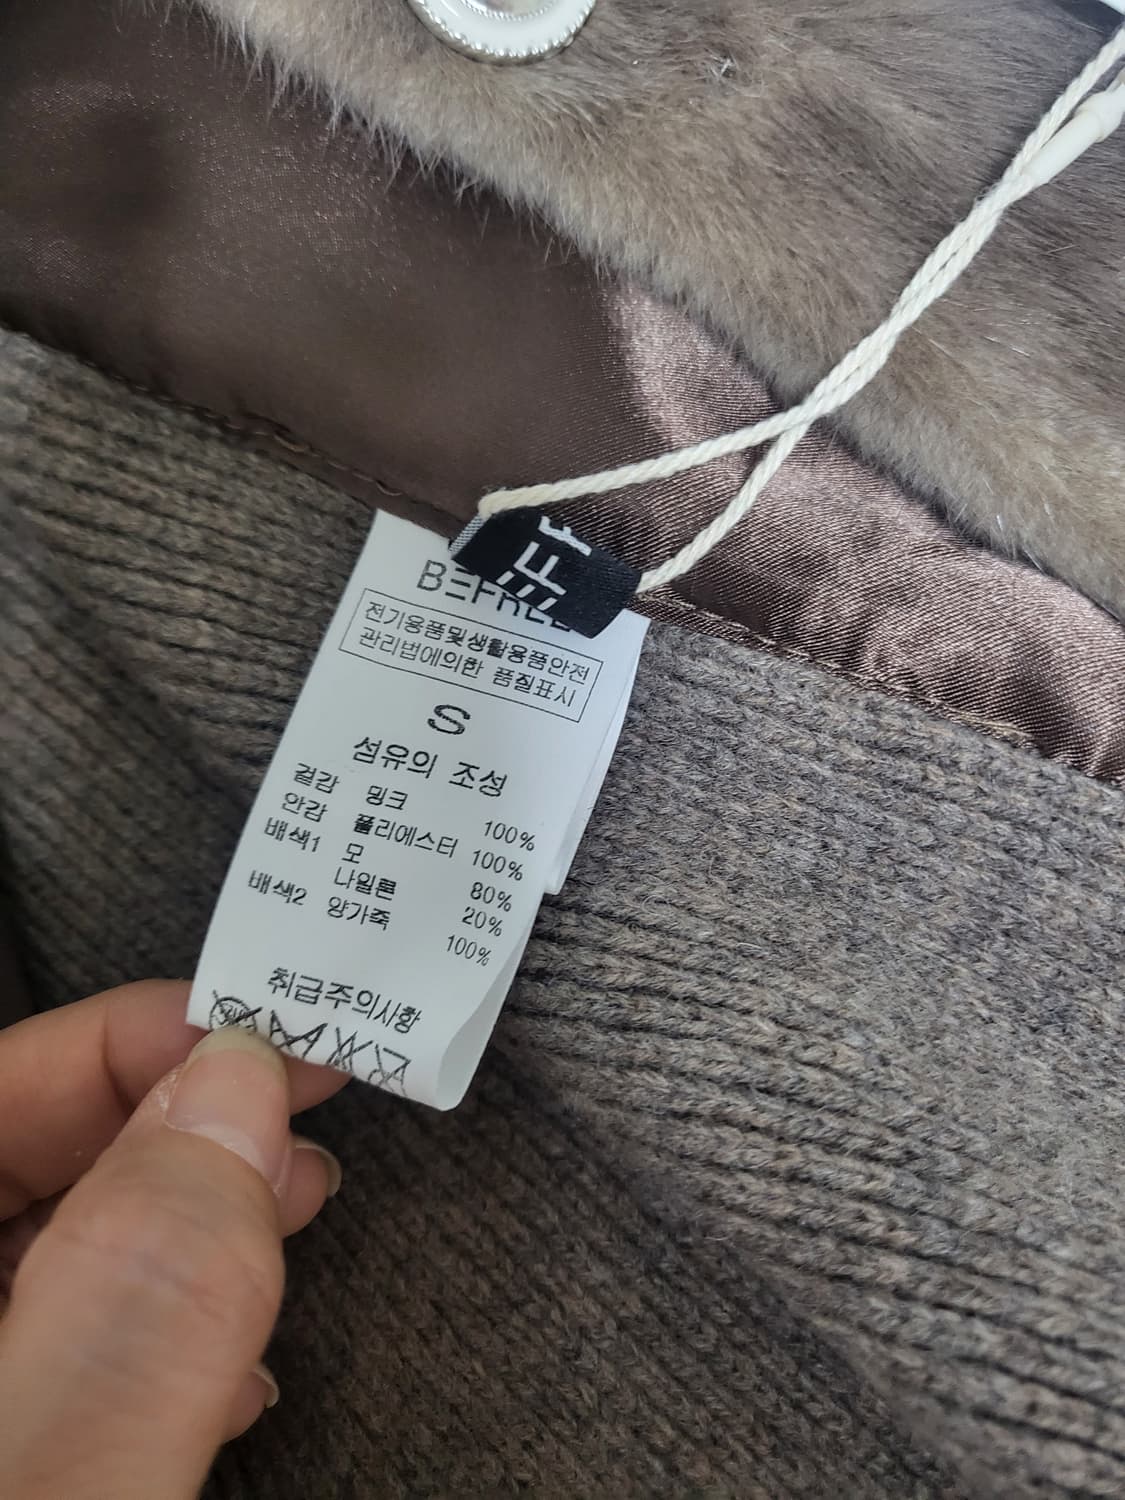 전기용품및생활용품안전
관리법에의한 품질표시
S
섬유의 조성
겉감 밍크 100%
안감 폴리에스터 100%
배색1 모 80%
나일론 20%
배색2 양가죽 100%
취급주의사항